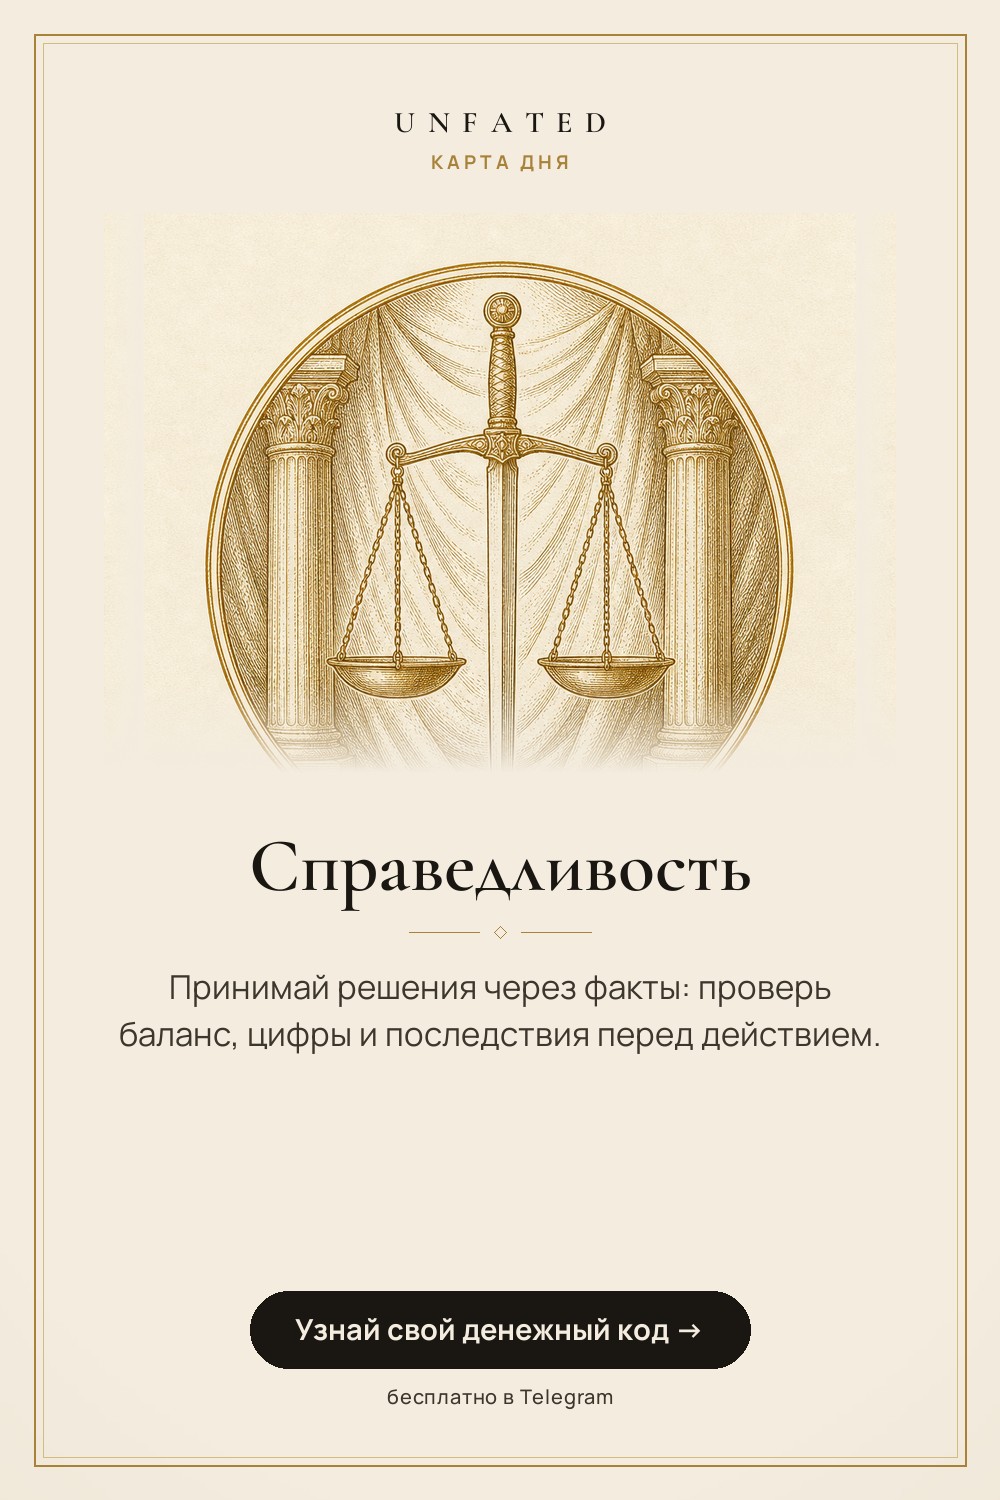 UNFATED
КАРТА ДНЯ
Справедливость
Принимай решения через факты: проверь
баланс, цифры и последствия перед действием.
Узнай свой денежный код →
бесплатно в Telegram